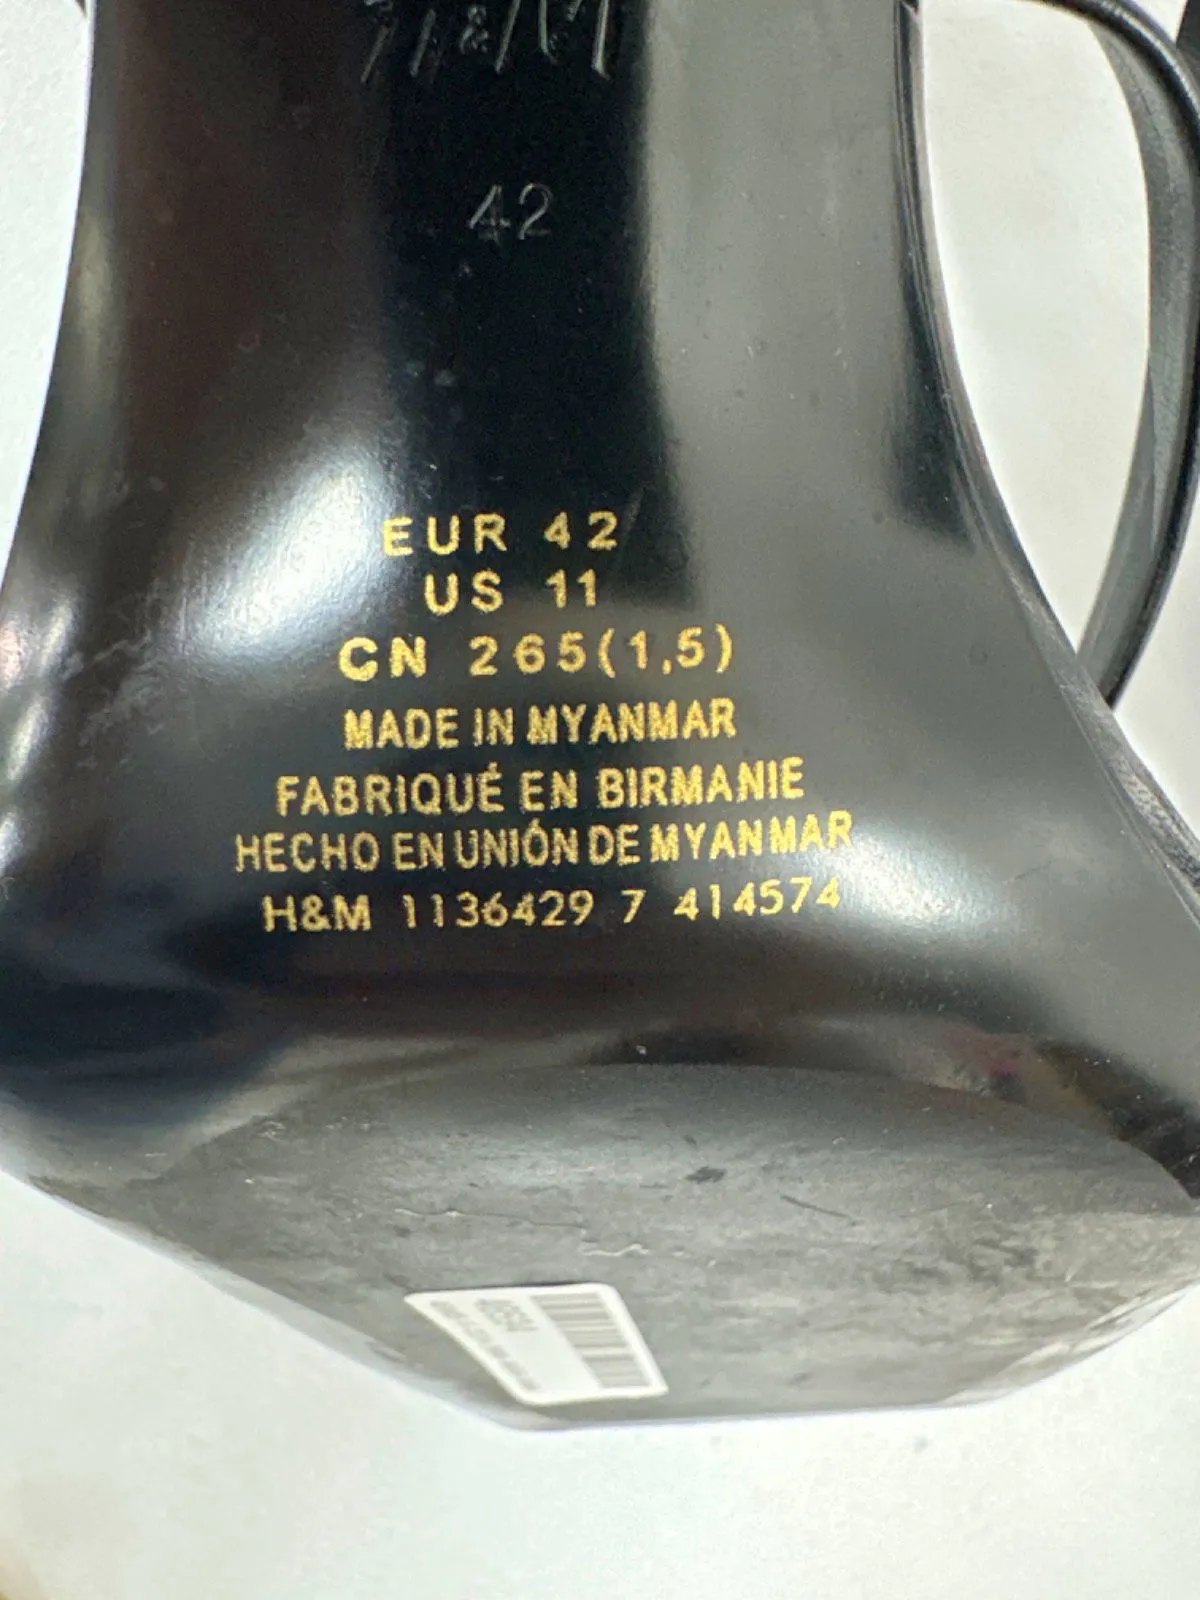 42
EUR 42
US 11
CN 265(1,5)
MADE IN MYANMAR
FABRIQUÉ EN BIRMANIE
HECHO EN UNIÓN DE MYANMAR
H&M 1136429 7 414574